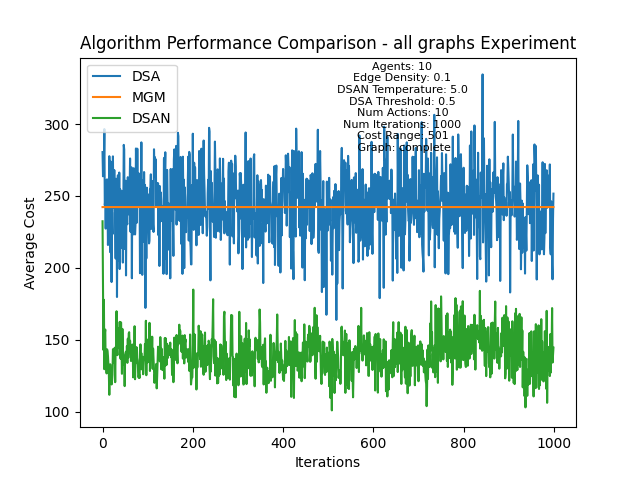 Algorithm Performance Comparison - all graphs Experiment
DSA
MGM
DSAN
Agents: 10
Edge Density: 0.1
DSAN Temperature: 5.0
DSA Threshold: 0.5
Num Actions: 10
Num Iterations: 1000
Cost Range: 501
Graph: complete
Average Cost
300
250
200
150
100
0 200 400 600 800 1000
Iterations